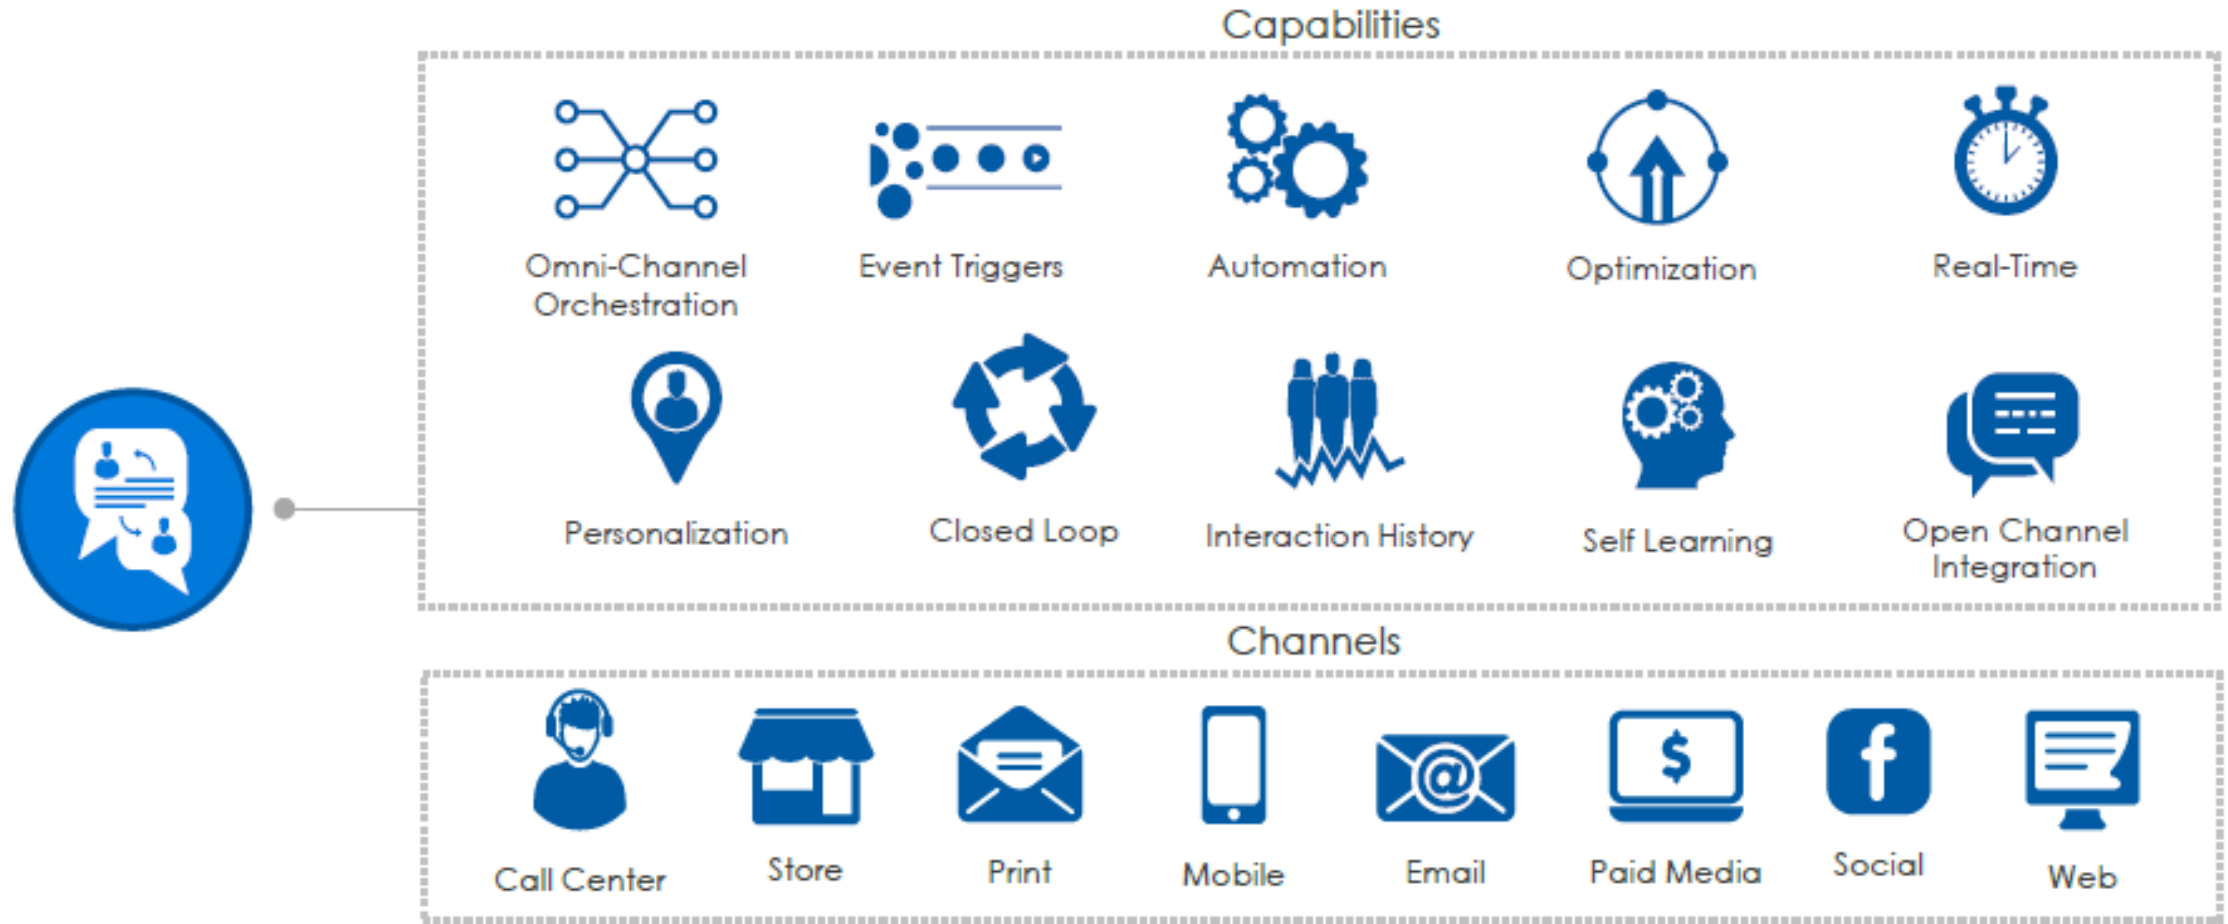 Capabilities
Omni-Channel
Orchestration
Event Triggers
Automation
Optimization
Real-Time
Personalization
Closed Loop
Interaction History
Self Learning
Open Channel
Integration
Channels
$
@
f
Call Center
Store
Print
Mobile
Email
Paid Media
Social
Web